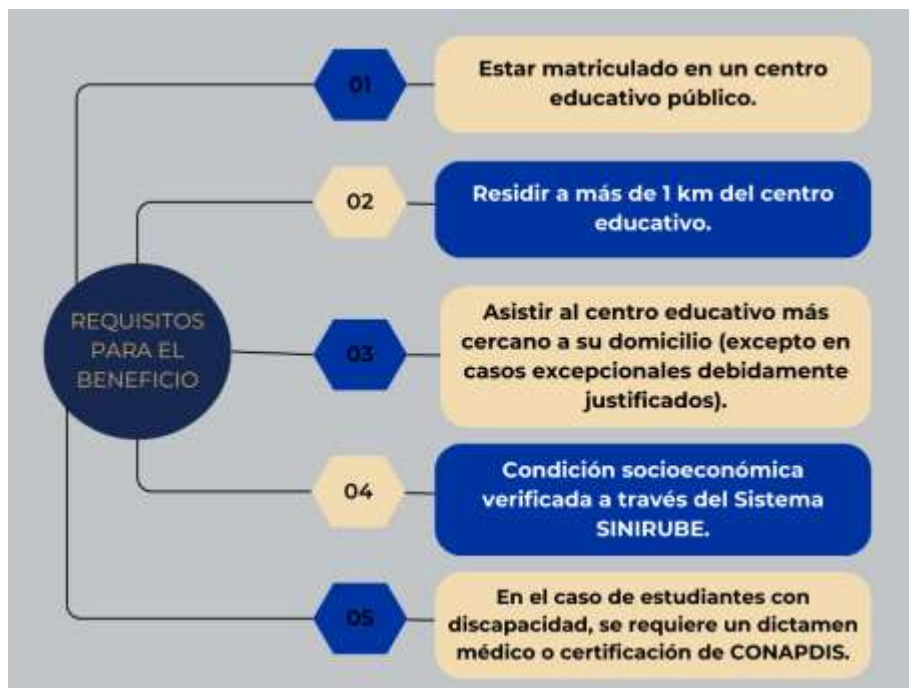 REQUISITOS
PARA EL
BENEFICIO
01
Estar matriculado en un centro
educativo público.
02
Residir a más de 1 km del centro
educativo.
03
Asistir al centro educativo más
cercano a su domicilio (excepto en
casos excepcionales debidamente
justificados).
04
Condición socioeconómica
verificada a través del Sistema
SINIRUBE.
05
En el caso de estudiantes con
discapacidad, se requiere un dictamen
médico o certificación de CONAPDIS.